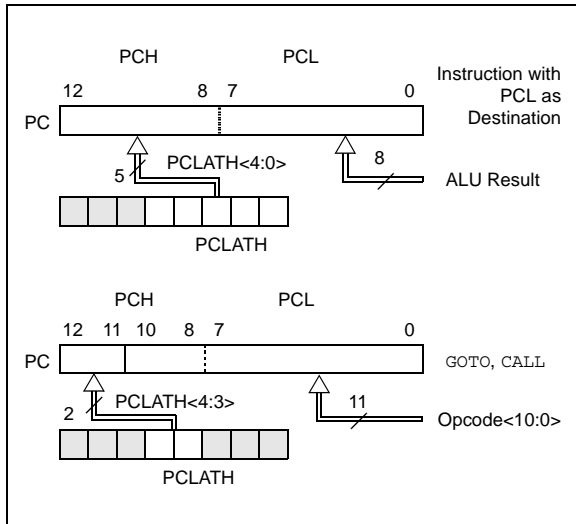 PCH PCL
12 8 7 0
Instruction with
PCL as
Destination
PC
5 PCLATH<4:0> 8
ALU Result
PCLATH
PCH PCL
12 11 10 8 7 0
PC
GOTO, CALL
2 PCLATH<4:3> 11
Opcode<10:0>
PCLATH